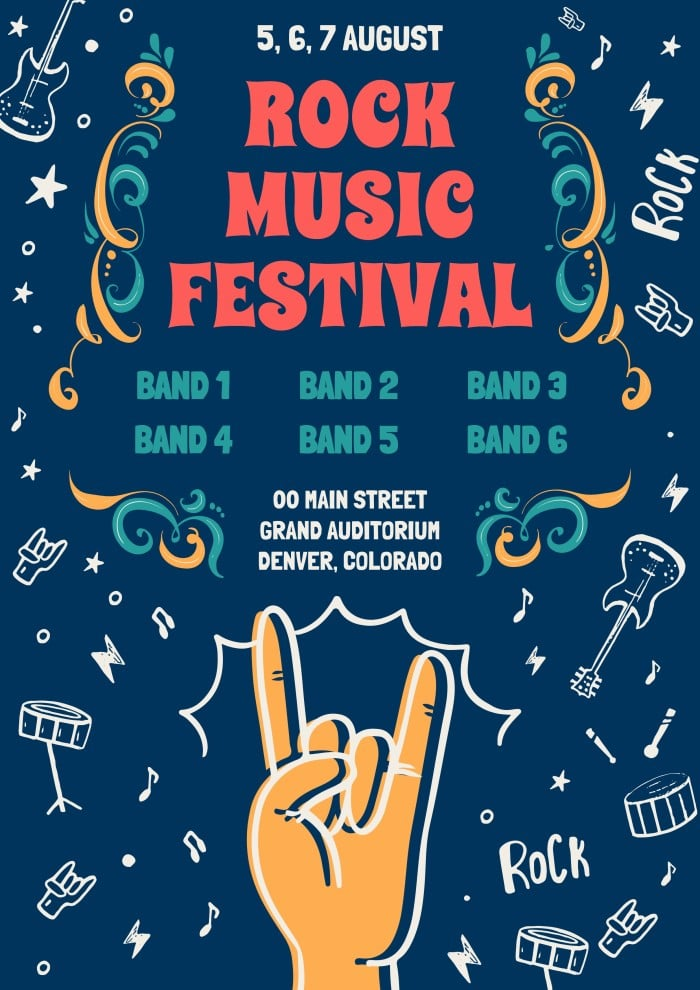 5, 6, 7 AUGUST
ROCK
MUSIC
FESTIVAL
RoCK
BAND 1 BAND 2 BAND 3
BAND 4 BAND 5 BAND 6
00 MAIN STREET
GRAND AUDITORIUM
DENVER, COLORADO
RoCK